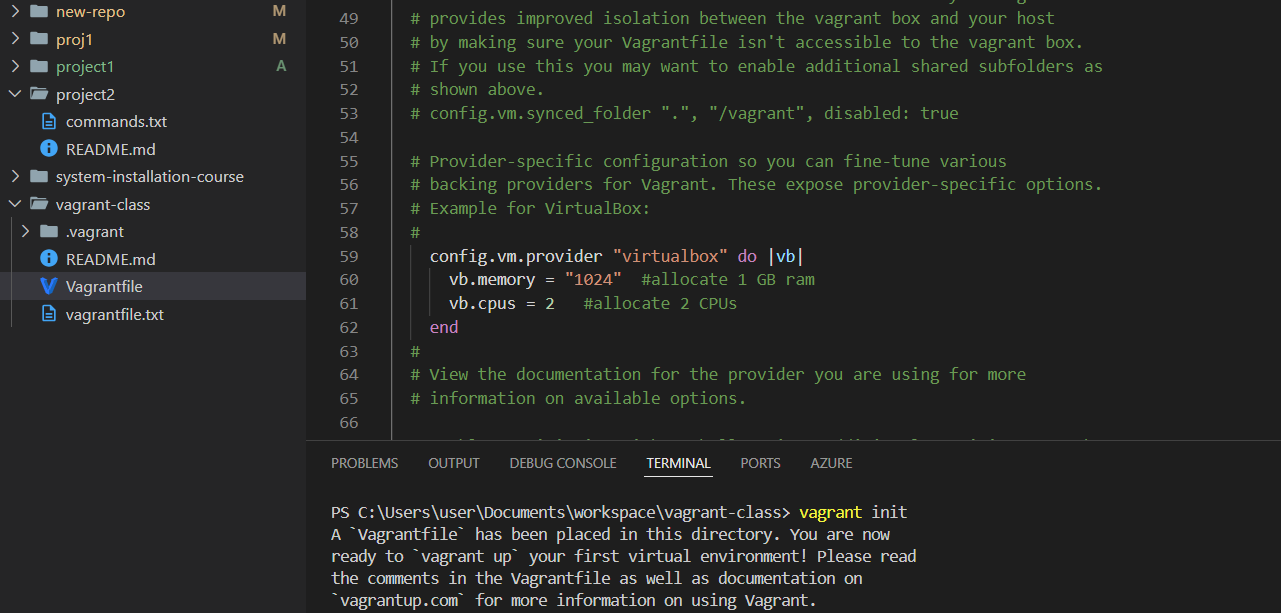 new-repo M
proj1 M
project1 A
project2
commands.txt
README.md
system-installation-course
vagrant-class
.vagrant
README.md
Vagrantfile
vagrantfile.txt
49 # provides improved isolation between the vagrant box and your host
50 # by making sure your Vagrantfile isn't accessible to the vagrant box.
51 # If you use this you may want to enable additional shared subfolders as
52 # shown above.
53 # config.vm.synced_folder ".", "/vagrant", disabled: true
54
55 # Provider-specific configuration so you can fine-tune various
56 # backing providers for Vagrant. These expose provider-specific options.
57 # Example for VirtualBox:
58 #
59 config.vm.provider "virtualbox" do |vb|
60 vb.memory = "1024" #allocate 1 GB ram
61 vb.cpus = 2 #allocate 2 CPUs
62 end
63 #
64 # View the documentation for the provider you are using for more
65 # information on available options.
66
PROBLEMS OUTPUT DEBUG CONSOLE TERMINAL PORTS AZURE
PS C:\Users\user\Documents\workspace\vagrant-class> vagrant init
A `Vagrantfile` has been placed in this directory. You are now
ready to `vagrant up` your first virtual environment! Please read
the comments in the Vagrantfile as well as documentation on
`vagrantup.com` for more information on using Vagrant.